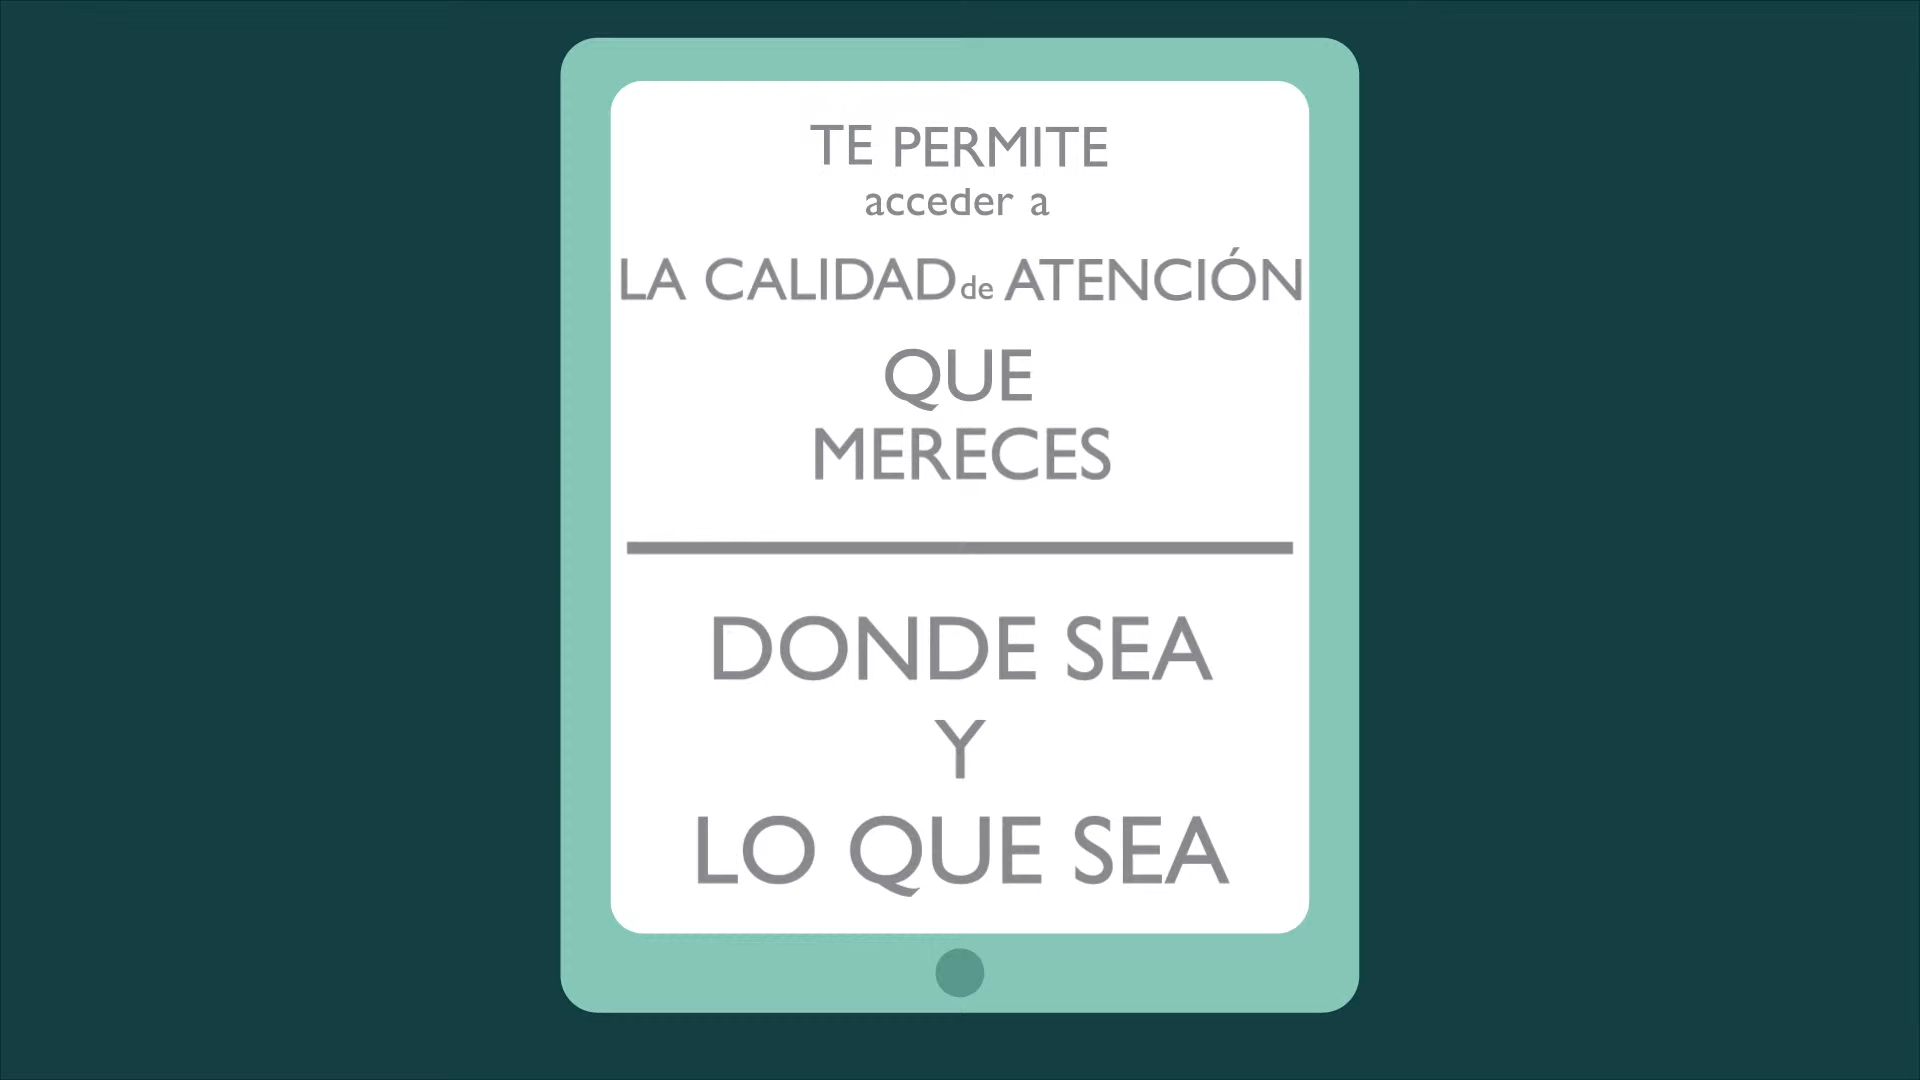 TE PERMITE
acceder a
LA CALIDAD de ATENCIÓN
QUE
MERECES
DONDE SEA
Y
LO QUE SEA